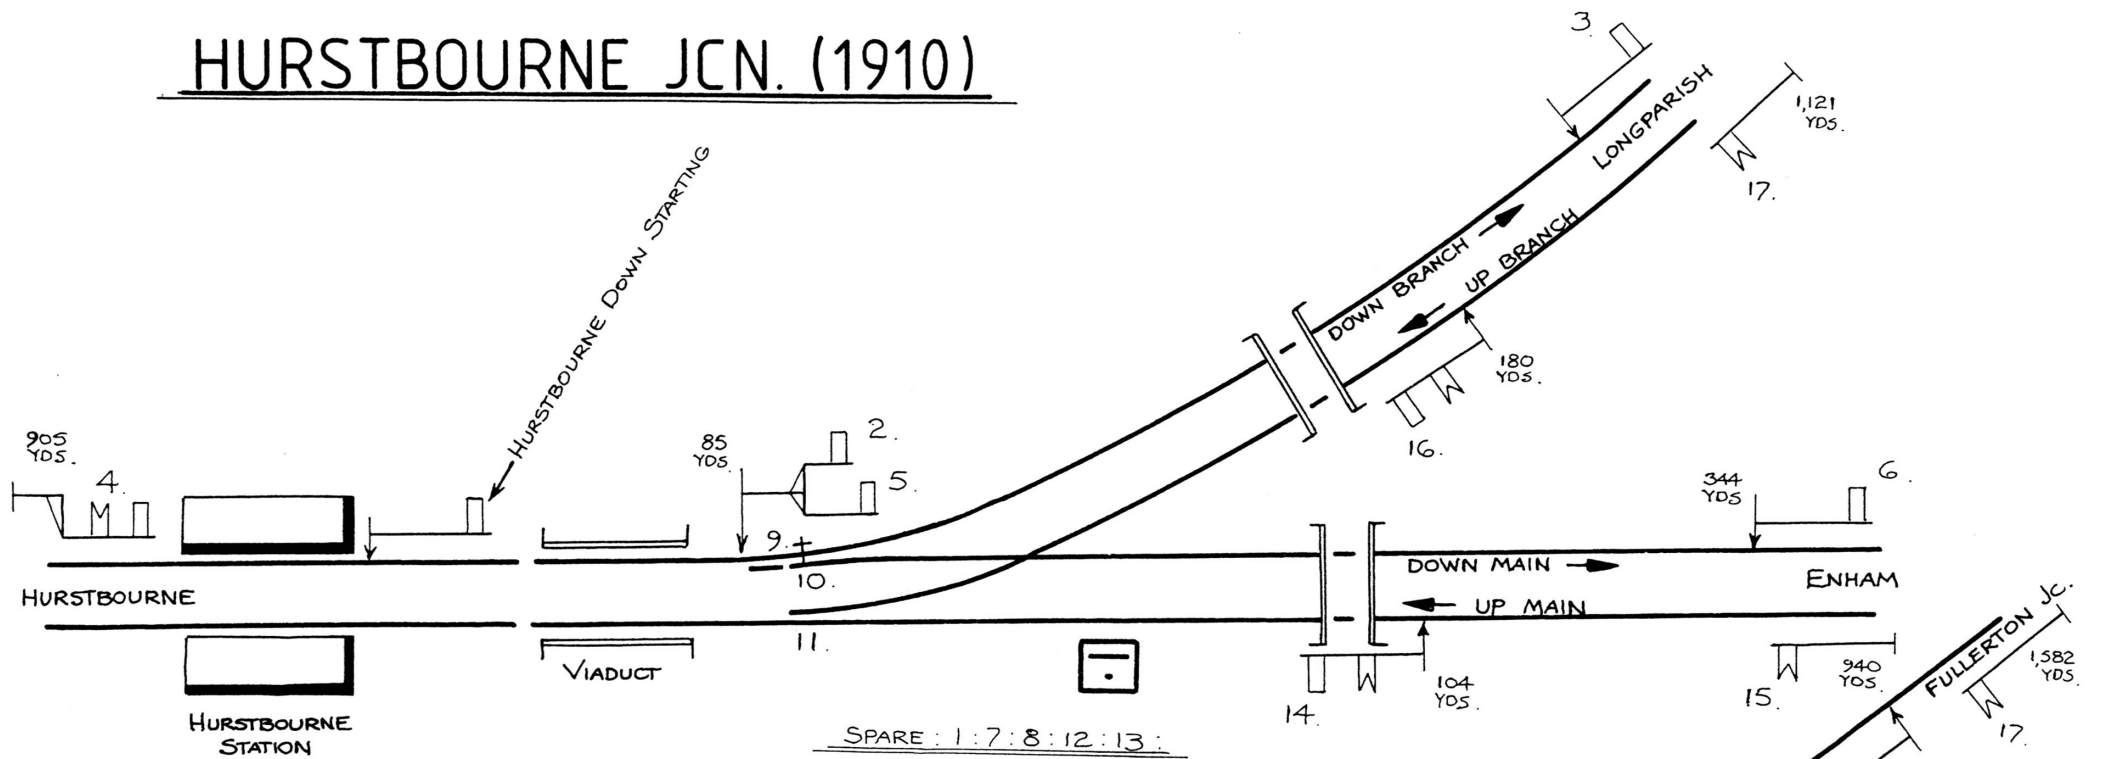 HURSTBOURNE JCN. (1910)
3.
LONGPARISH
1,121
YDS.
17.
HURSTBOURNE DOWN STARTING
DOWN BRANCH
UP BRANCH
180
YDS.
16.
905
YDS.
4.
M
85
YDS.
2.
5.
9.
10.
11.
344
YDS
6.
HURSTBOURNE
DOWN MAIN
UP MAIN
ENHAM
VIADUCT
HURSTBOURNE
STATION
14.
104
YDS.
15.
940
YDS.
FULLERTON JC.
1,582
YDS.
17.
SPARE : 1 : 7 : 8 : 12 : 13 :